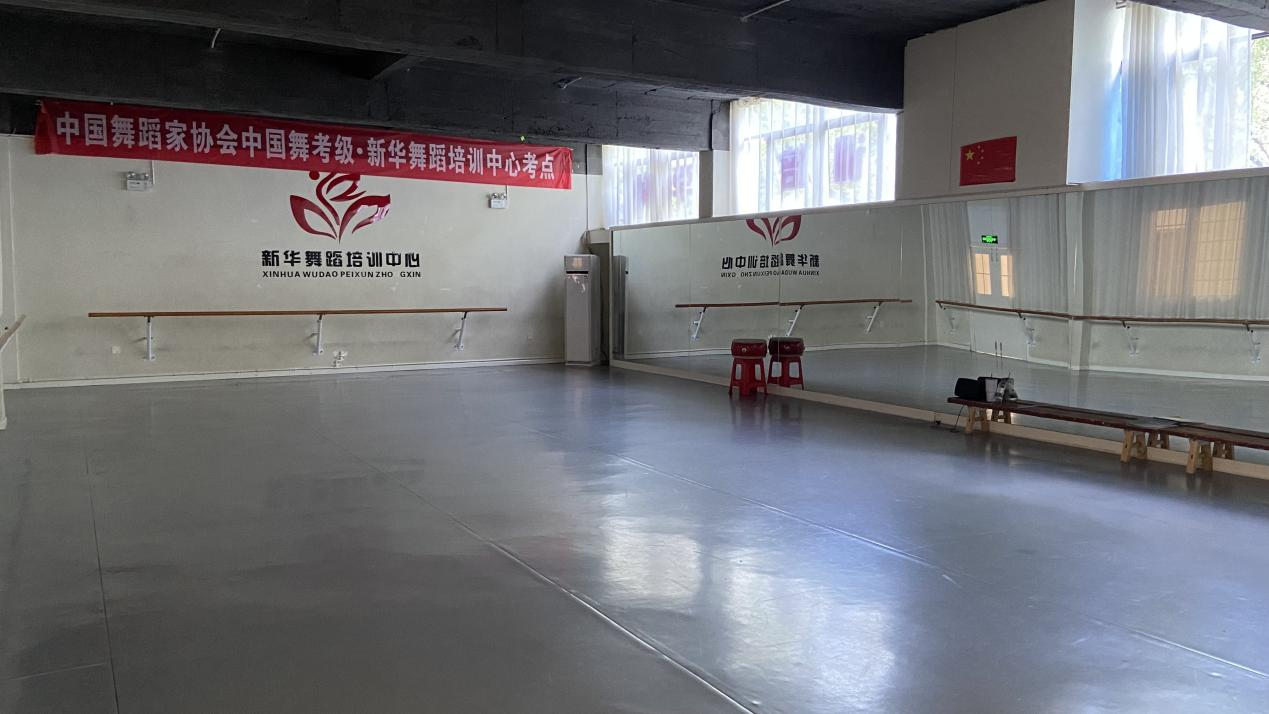 中国舞蹈家协会中国舞考级·新华舞蹈培训中心考点
新华舞蹈培训中心
XINHUA WUDAO PEIXUN ZHO GXIN